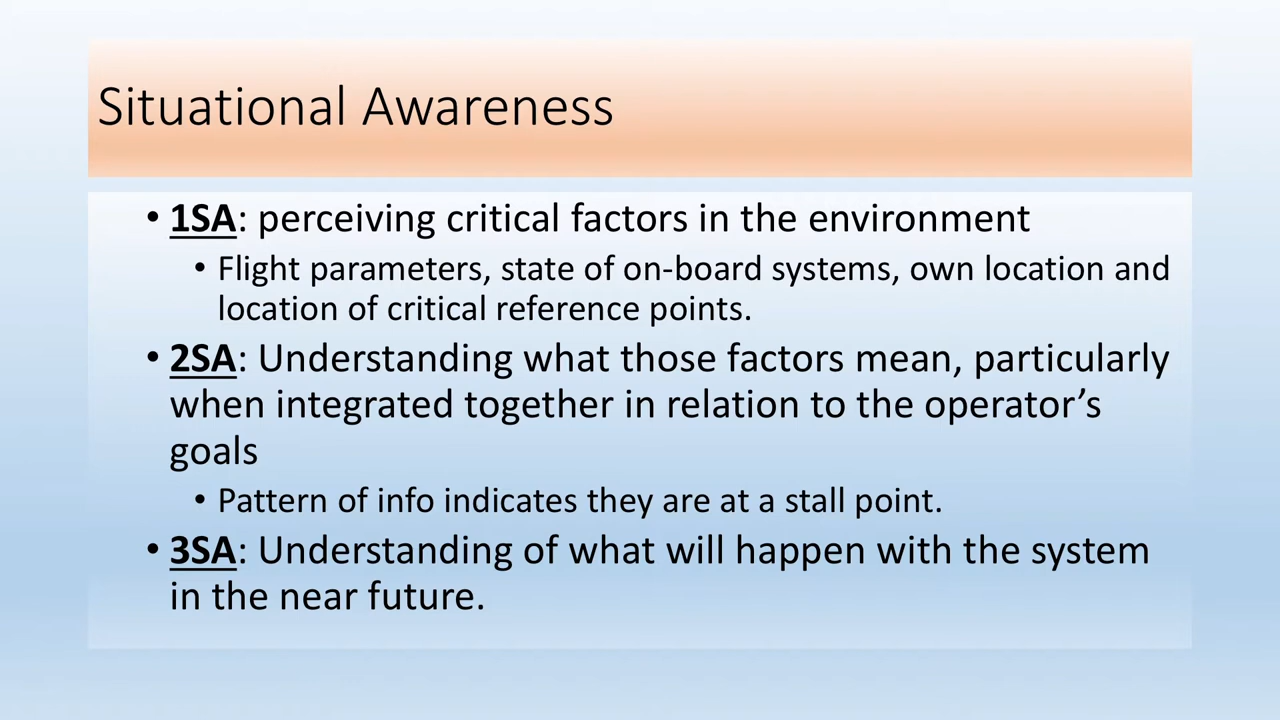 Situational Awareness
• 1SA: perceiving critical factors in the environment
• Flight parameters, state of on-board systems, own location and
location of critical reference points.
• 2SA: Understanding what those factors mean, particularly
when integrated together in relation to the operator’s
goals
• Pattern of info indicates they are at a stall point.
• 3SA: Understanding of what will happen with the system
in the near future.